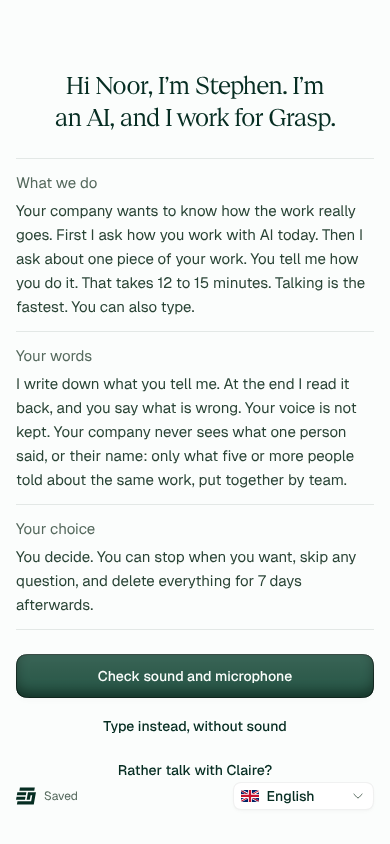 Hi Noor, I’m Stephen. I’m
an AI, and I work for Grasp.
What we do
Your company wants to know how the work really
goes. First I ask how you work with AI today. Then I
ask about one piece of your work. You tell me how
you do it. That takes 12 to 15 minutes. Talking is the
fastest. You can also type.
Your words
I write down what you tell me. At the end I read it
back, and you say what is wrong. Your voice is not
kept. Your company never sees what one person
said, or their name: only what five or more people
told about the same work, put together by team.
Your choice
You decide. You can stop when you want, skip any
question, and delete everything for 7 days
afterwards.
Check sound and microphone
Type instead, without sound
Rather talk with Claire?
Saved
English